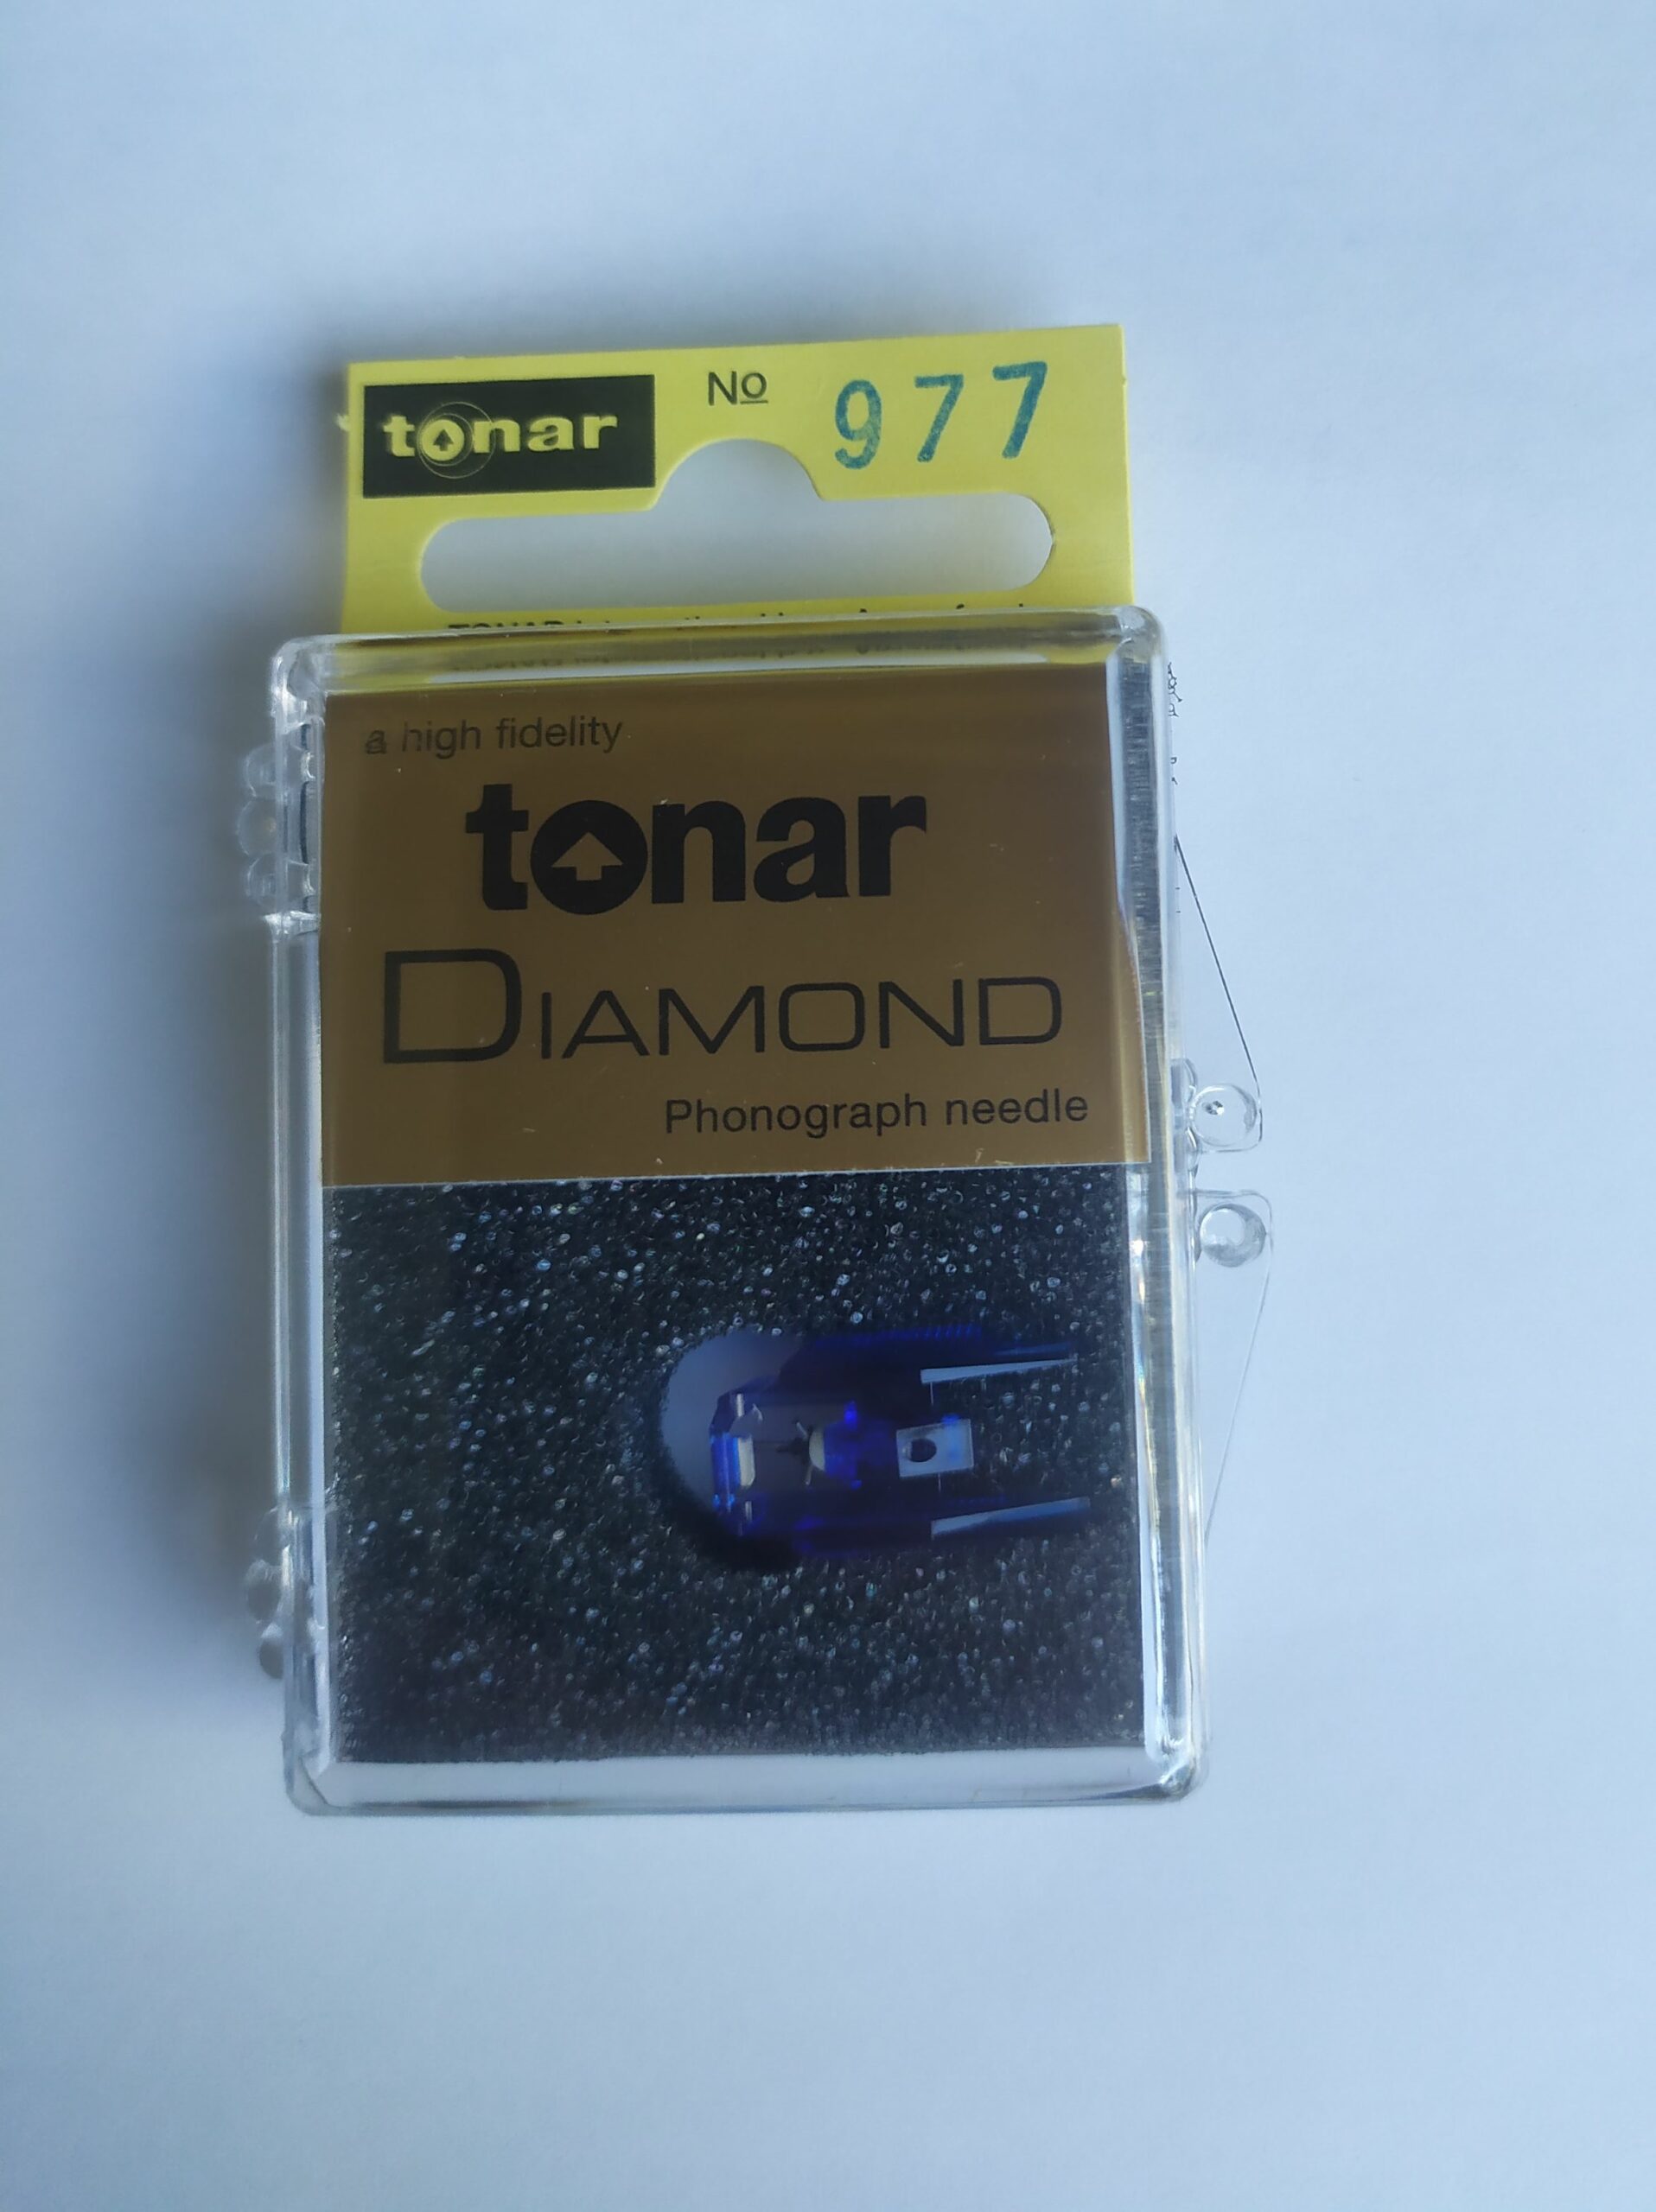 tonar
No 977
a high fidelity
tonar
DIAMOND
Phonograph needle